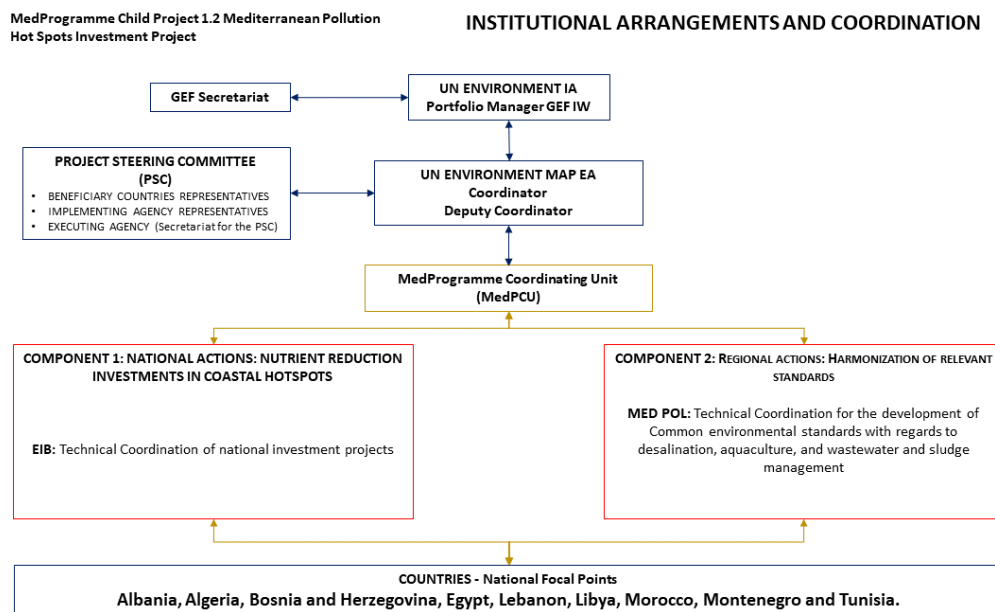 MedProgramme Child Project 1.2 Mediterranean Pollution
Hot Spots Investment Project
INSTITUTIONAL ARRANGEMENTS AND COORDINATION
GEF Secretariat
UN ENVIRONMENT IA
Portfolio Manager GEF IW
PROJECT STEERING COMMITTEE
(PSC)
• BENEFICIARY COUNTRIES REPRESENTATIVES
• IMPLEMENTING AGENCY REPRESENTATIVES
• EXECUTING AGENCY (Secretariat for the PSC)
UN ENVIRONMENT MAP EA
Coordinator
Deputy Coordinator
MedProgramme Coordinating Unit
(MedPCU)
COMPONENT 1: NATIONAL ACTIONS: NUTRIENT REDUCTION
INVESTMENTS IN COASTAL HOTSPOTS
EIB: Technical Coordination of national investment projects
COMPONENT 2: REGIONAL ACTIONS: HARMONIZATION OF RELEVANT
STANDARDS
MED POL: Technical Coordination for the development of
Common environmental standards with regards to
desalination, aquaculture, and wastewater and sludge
management
COUNTRIES - National Focal Points
Albania, Algeria, Bosnia and Herzegovina, Egypt, Lebanon, Libya, Morocco, Montenegro and Tunisia.